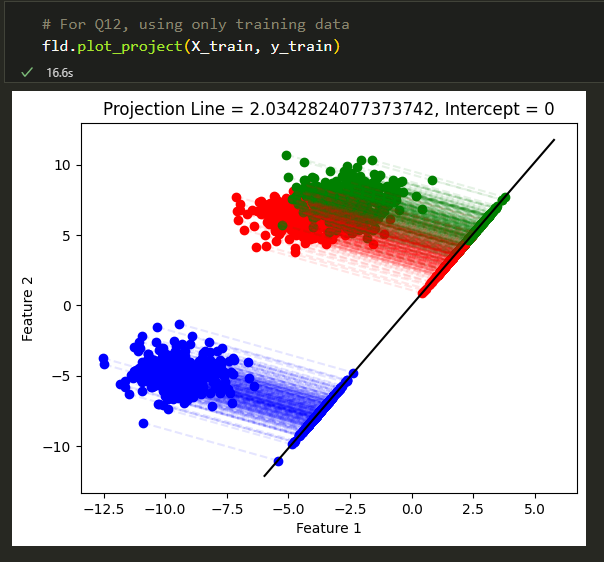 # For Q12, using only training data
fld.plot_project(X_train, y_train)
✓ 16.6s
Projection Line = 2.0342824077373742, Intercept = 0
10
5
0
−5
−10
Feature 2
−12.5 −10.0 −7.5 −5.0 −2.5 0.0 2.5 5.0
Feature 1